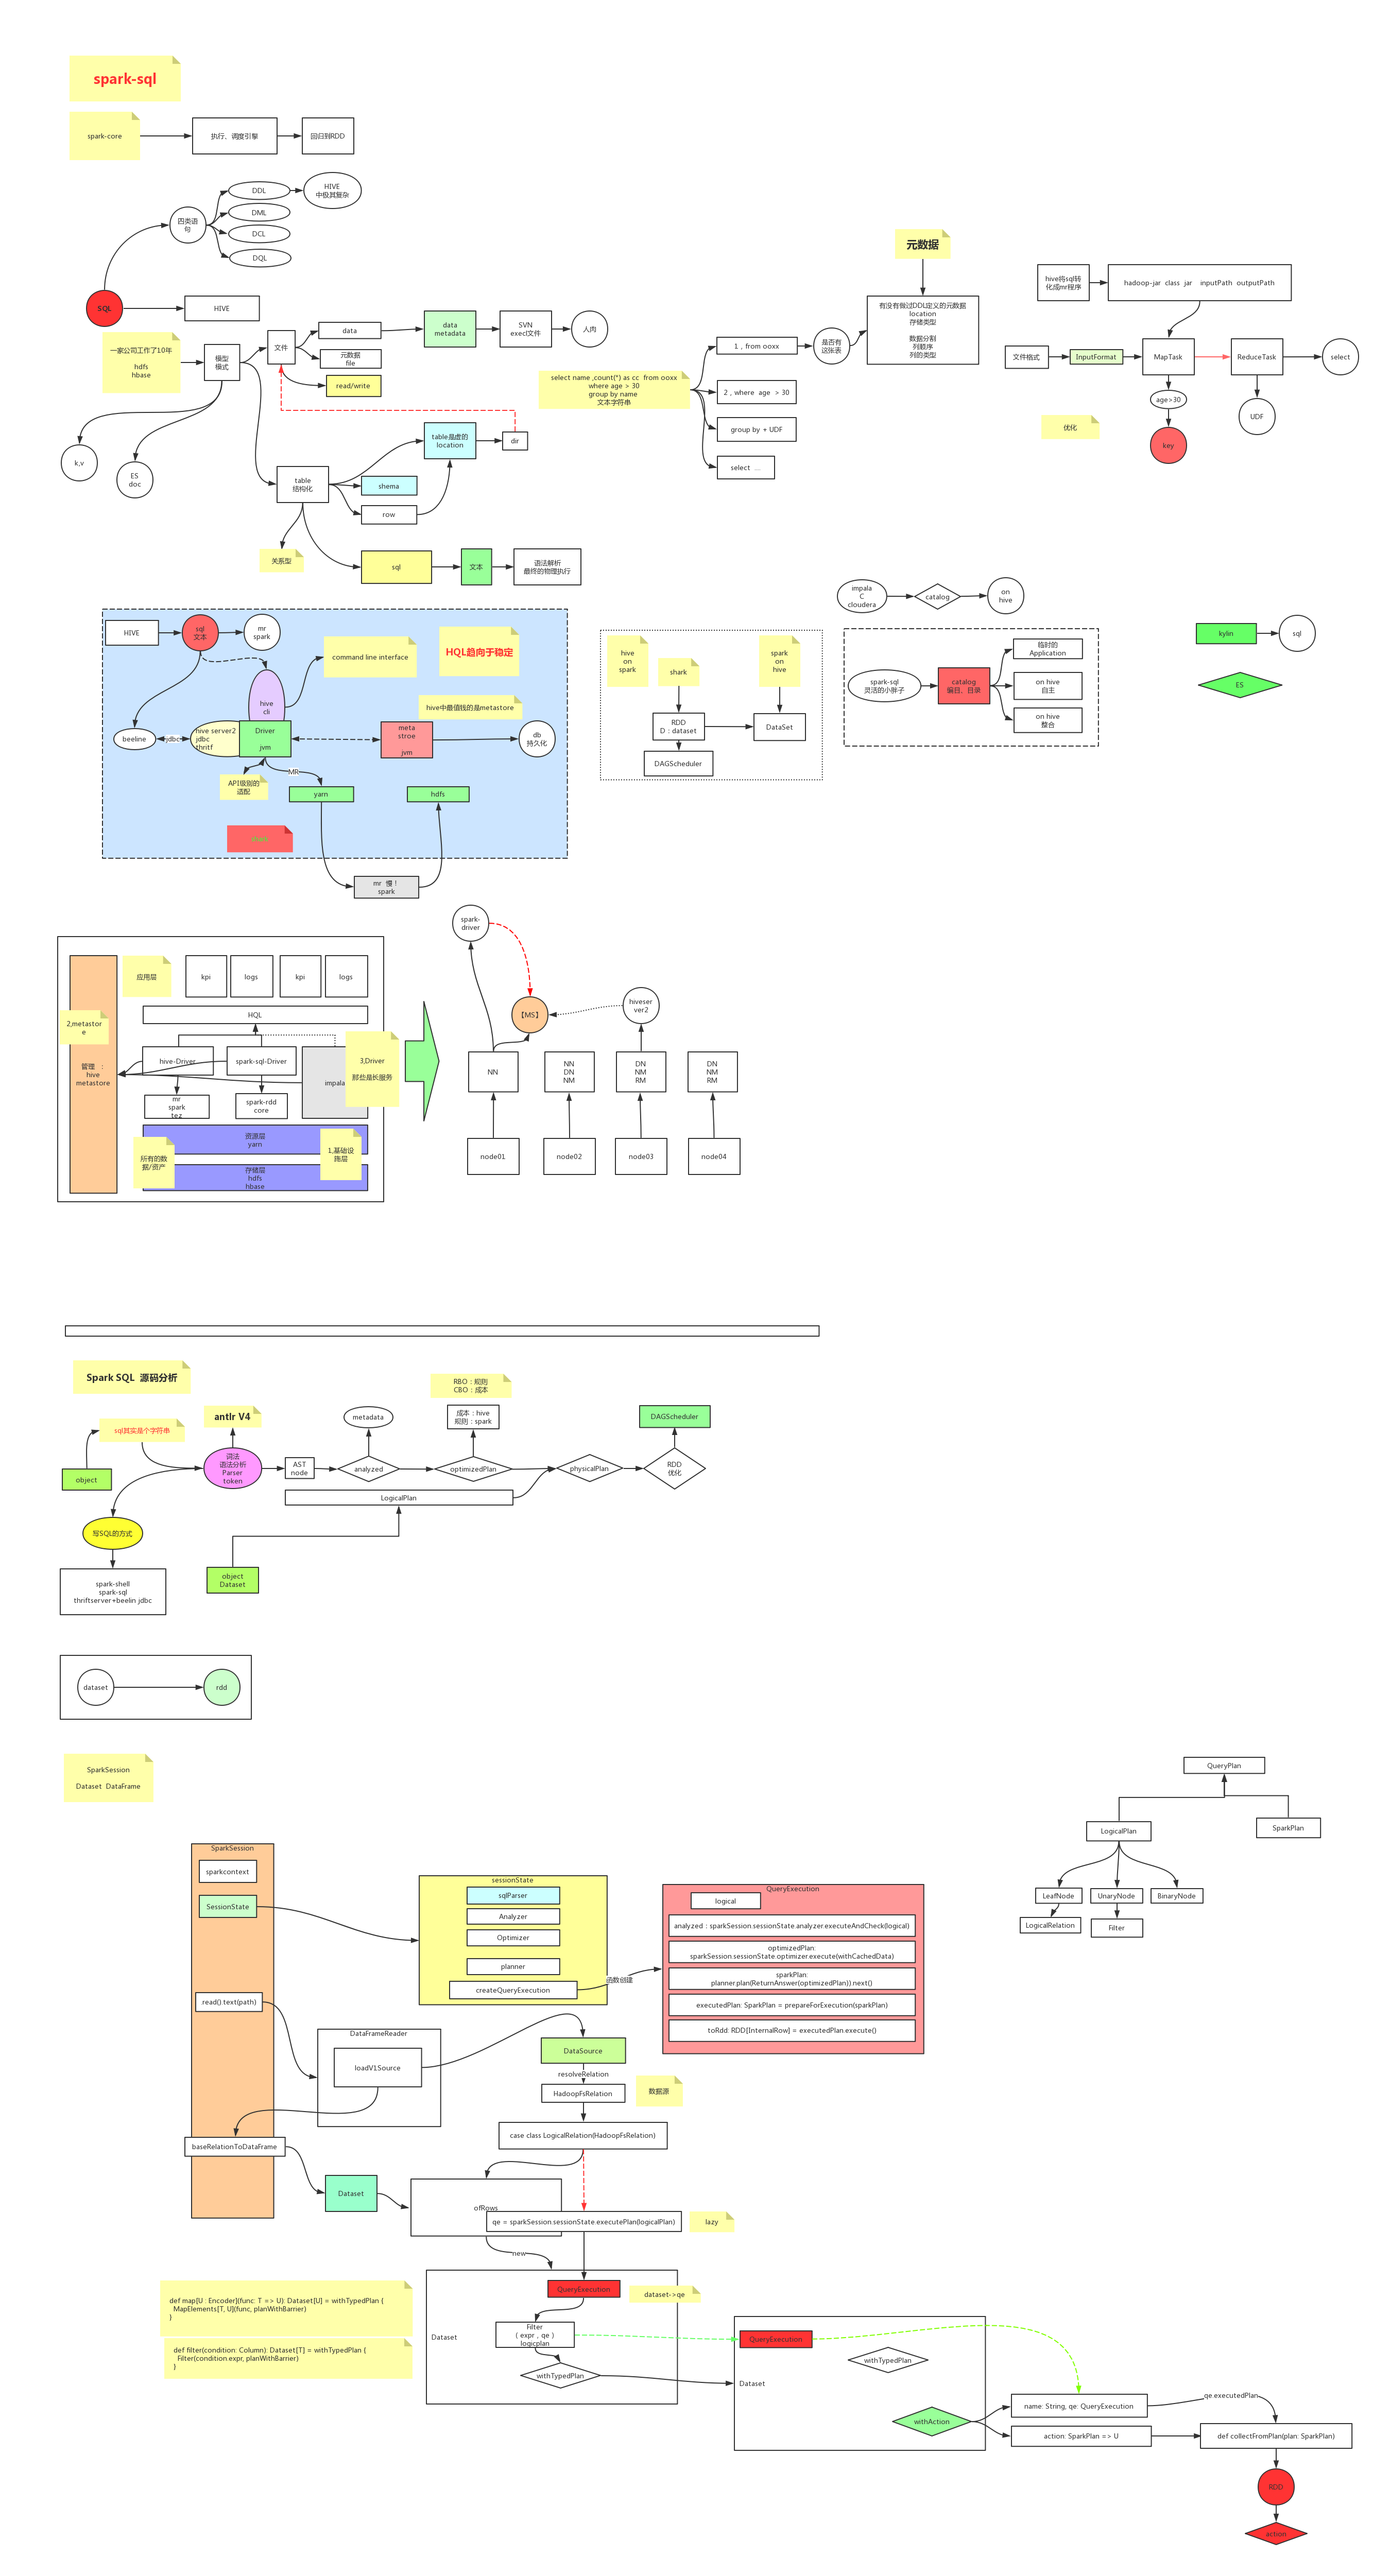 spark-sql
spark-core
执行、调度引擎
回归到RDD
四类语
句
DDL
DML
DCL
DQL
HIVE
中极其复杂
SQL
HIVE
一家公司工作了10年
hdfs
hbase
模型
模式
文件
data
元数据
file
read/write
data
metadata
SVN
execl文件
人肉
k,v
ES
doc
table
结构化
table是虚的
location
dir
shema
row
关系型
sql
文本
语法解析
最终的物理执行
select name ,count(*) as cc  from ooxx
where age > 30
group by name
文本字符串
1，from ooxx
2，where  age  > 30
group by + UDF
select  ...
是否有
这张表
元数据
有没有做过DDL定义的元数据
location
存储类型
数据分割
列顺序
列的类型
hive将sql转
化成mr程序
hadoop-jar  class  jar    inputPath  outputPath
文件格式
InputFormat
MapTask
ReduceTask
select
age>30
key
UDF
优化
HIVE
sql
文本
mr
spark
command line interface
HQL趋向于稳定
hive
cli
hive中最值钱的是metastore
beeline
jdbc
hive server2
jdbc
thritf
Driver
jvm
meta
stroe
jvm
db
持久化
API级别的
适配
MR
yarn
hdfs
mr  慢！
spark
hive
on
spark
shark
spark
on
hive
RDD
D：dataset
DataSet
DAGScheduler
impala
C
cloudera
catalog
on
hive
spark-sql
灵活的小胖子
catalog
编目、目录
临时的
Application
on hive
自主
on hive
整合
kylin
sql
ES
2,metastor
e
管理  ：
hive
metastore
应用层
kpi
logs
kpi
logs
HQL
hive-Driver
spark-sql-Driver
impala
3,Driver
那些是长服务
mr
spark
tez
spark-rdd
core
资源层
yarn
所有的数
据/资产
1,基础设
施层
存储层
hdfs
hbase
spark-
driver
【MS】
hiveser
ver2
NN
NN
DN
NM
DN
NM
RM
DN
NM
RM
node01
node02
node03
node04
Spark SQL  源码分析
sql其实是个字符串
object
antlr V4
词法
语法分析
Parser
token
AST
node
metadata
analyzed
RBO：规则
CBO：成本
成本：hive
规则：spark
optimizedPlan
physicalPlan
RDD
优化
DAGScheduler
LogicalPlan
写SQL的方式
spark-shell
spark-sql
thriftserver+beelin jdbc
object
Dataset
dataset
rdd
SparkSession
Dataset  DataFrame
QueryPlan
LogicalPlan
SparkPlan
LeafNode
UnaryNode
BinaryNode
LogicalRelation
Filter
SparkSession
sparkcontext
SessionState
read() text(path)
baseRelationToDataFrame
sessionState
sqlParser
Analyzer
Optimizer
planner
createQueryExecution
函数创建
QueryExecution
logical
analyzed：sparkSession.sessionState.analyzer.executeAndCheck(logical)
optimizedPlan:
sparkSession.sessionState.optimizer.execute(withCachedData)
sparkPlan:
planner.plan(ReturnAnswer(optimizedPlan)).next()
executedPlan: SparkPlan = prepareForExecution(sparkPlan)
toRdd: RDD[InternalRow] = executedPlan.execute()
DataFrameReader
loadV1Source
DataSource
resolveRelation
HadoopFsRelation
数据源
case class LogicalRelation(HadoopFsRelation)
Dataset
ofRows
qe = sparkSession.sessionState.executePlan(logicalPlan)
lazy
new
def map[U : Encoder](func: T => U): Dataset[U] = withTypedPlan {
MapElements[T, U](func, planWithBarrier)
}
def filter(condition: Column): Dataset[T] = withTypedPlan {
Filter(condition.expr, planWithBarrier)
}
QueryExecution
dataset->qe
Dataset
Filter
( expr , qe )
logicplan
withTypedPlan
QueryExecution
withTypedPlan
Dataset
withAction
name: String, qe: QueryExecution
action: SparkPlan => U
qe.executedPlan
def collectFromPlan(plan: SparkPlan)
RDD
action